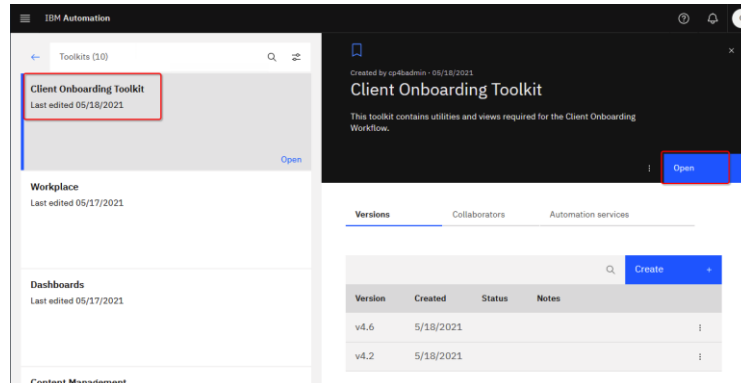 IBM Automation
Toolkits (10)
Client Onboarding Toolkit
Last edited 05/18/2021
Open
Workplace
Last edited 05/17/2021
Dashboards
Last edited 05/17/2021
Content Management
Created by cp4badmin - 05/18/2021
Client Onboarding Toolkit
This toolkit contains utilities and views required for the Client Onboarding
Workflow.
Open
Versions Collaborators Automation services
Create +
Version Created Status Notes
v4.6 5/18/2021
v4.2 5/18/2021